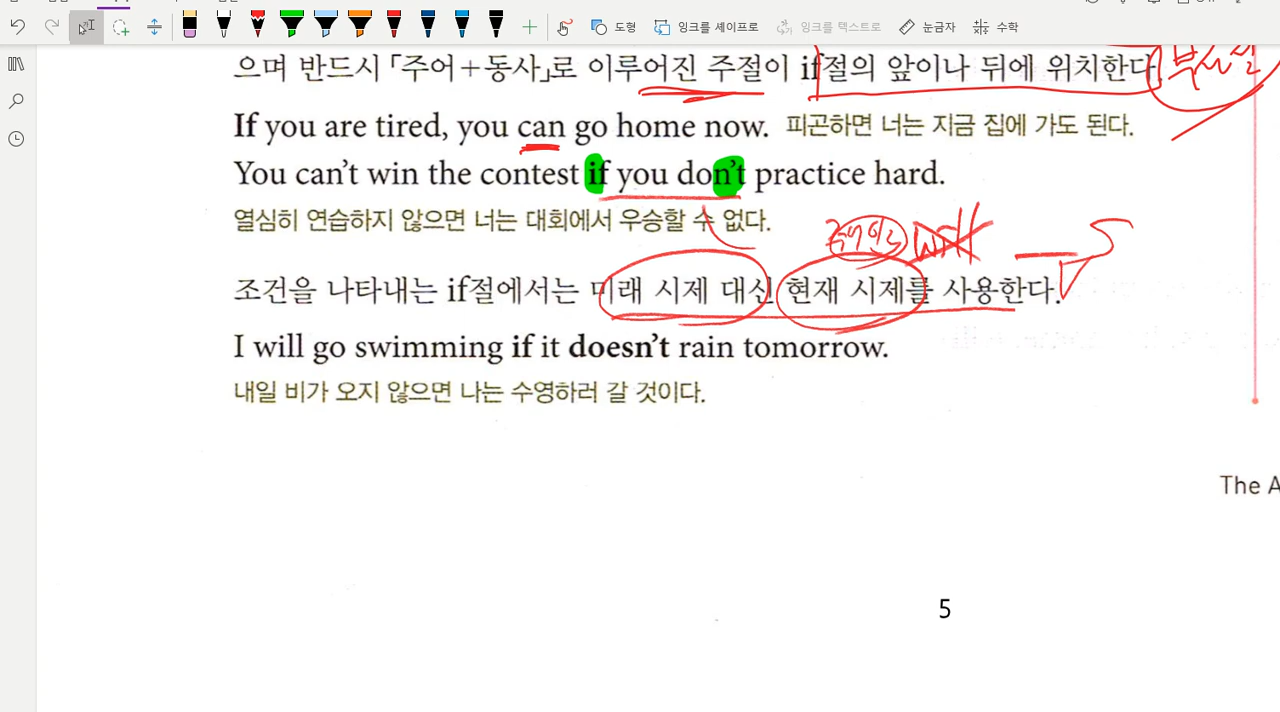 도형
잉크를 셰이프로
잉크를 텍스트로
눈금자
수학
으며 반드시 「주어+동사」로 이루어진 주절이 if절의 앞이나 뒤에 위치한다.
If you are tired, you can go home now. 피곤하면 너는 지금 집에 가도 된다.
You can't win the contest if you don't practice hard.
열심히 연습하지 않으면 너는 대회에서 우승할 수 없다.
will S
조건을 나타내는 if절에서는 미래 시제 대신 현재 시제를 사용한다.
I will go swimming if it doesn't rain tomorrow.
내일 비가 오지 않으면 나는 수영하러 갈 것이다.
The A
5